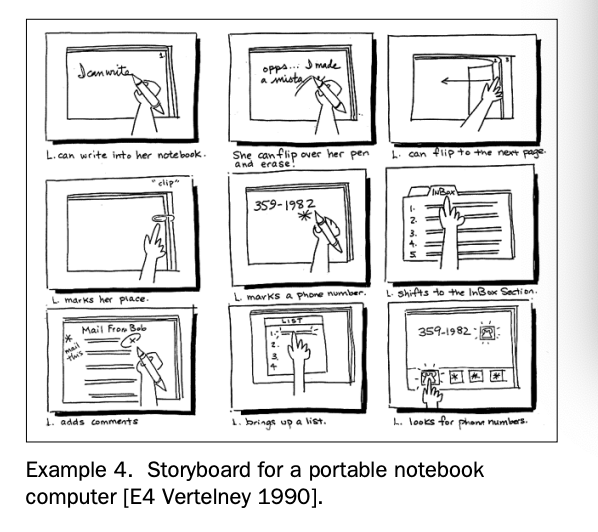 1
I can write
L. can write into her notebook.
opps... I made
a mista
She can flip over her pen
and erase!
2 3
L. can flip to the next page.
"clip"
L. marks her place.
359-1982
*
L. marks a phone number.
InBox
1.
2.
3.
4.
5.
L. shifts to the InBox Section.
Mail From Bob
* mail
this
x
L. adds comments
LIST
1.
2.
3.
4
L. brings up a list.
359-1982
* * *
L. looks for phone numbers.
Example 4. Storyboard for a portable notebook
computer [E4 Vertelney 1990].